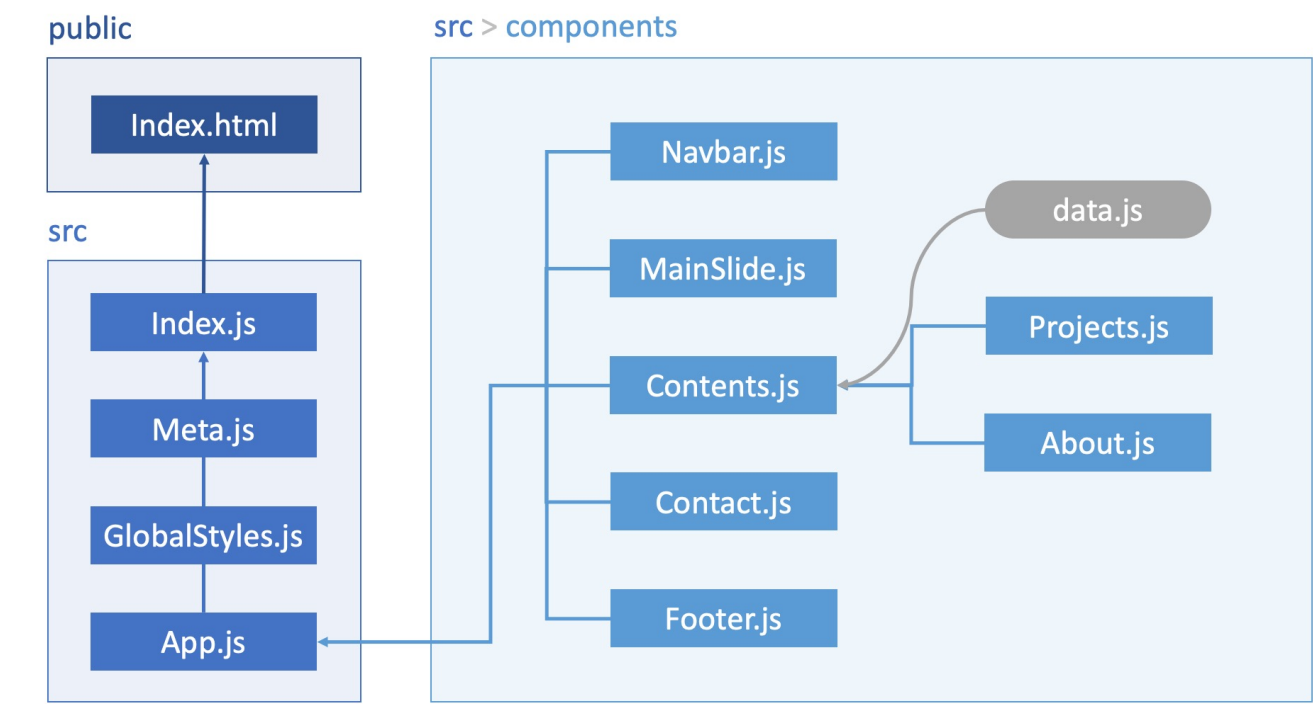 public
Index.html
src
Index.js
Meta.js
GlobalStyles.js
App.js
src > components
Navbar.js
MainSlide.js
Contents.js
Contact.js
Footer.js
data.js
Projects.js
About.js